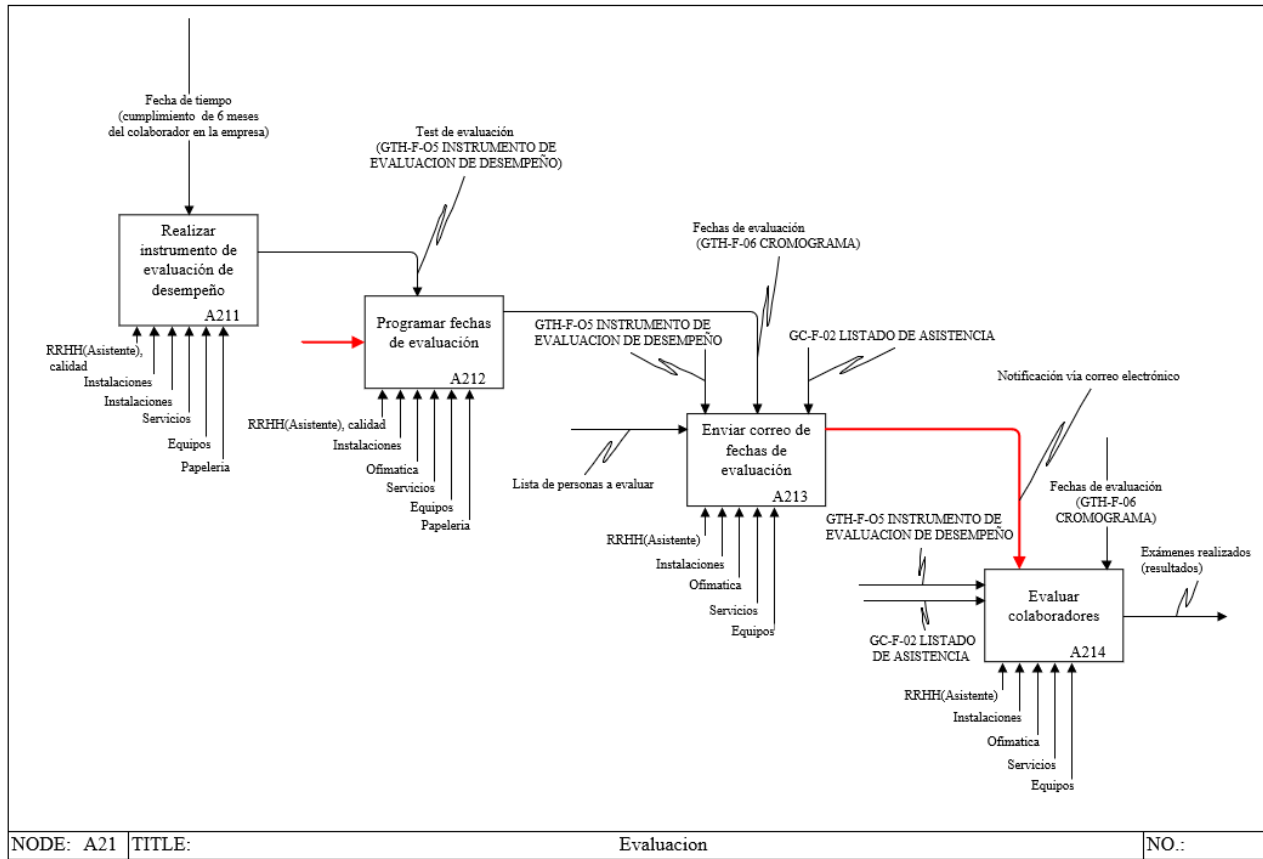 Fecha de tiempo
(cumplimiento de 6 meses
del colaborador en la empresa)
Test de evaluación
(GTH-F-O5 INSTRUMENTO DE
EVALUACION DE DESEMPEÑO)
Realizar
instrumento de
evaluación de
desempeño
A211
RRHH(Asistente),
calidad
Instalaciones
Instalaciones
Servicios
Equipos
Papeleria
Programar fechas
de evaluación
A212
RRHH(Asistente), calidad
Instalaciones
Ofimatica
Servicios
Equipos
Papeleria
Fechas de evaluación
(GTH-F-06 CROMOGRAMA)
GTH-F-O5 INSTRUMENTO DE
EVALUACION DE DESEMPEÑO
GC-F-02 LISTADO DE ASISTENCIA
Enviar correo de
fechas de
evaluación
A213
Lista de personas a evaluar
RRHH(Asistente)
Instalaciones
Ofimatica
Servicios
Equipos
Notificación via correo electrónico
Fechas de evaluación
(GTH-F-06
CROMOGRAMA)
GTH-F-O5 INSTRUMENTO DE
EVALUACION DE DESEMPEÑO
GC-F-02 LISTADO
DE ASISTENCIA
Evaluar
colaboradores
A214
Exámenes realizados
(resultados)
RRHH(Asistente)
Instalaciones
Ofimatica
Servicios
Equipos
NODE: A21 TITLE: Evaluacion NO.: